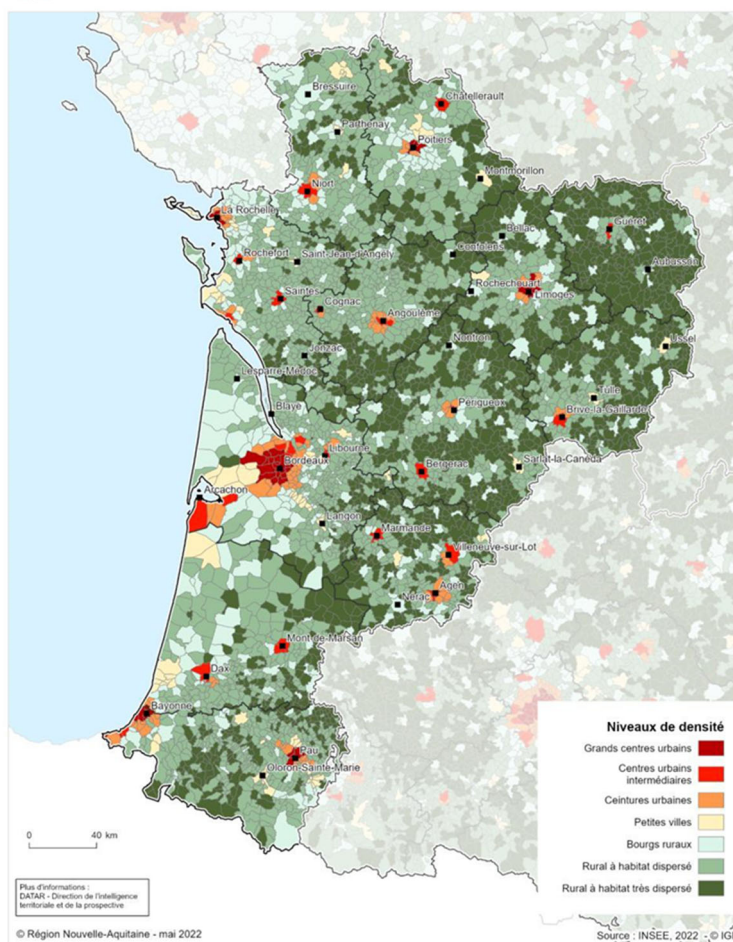 Bressuire
Châtellerault
Parthenay
Poitiers
Montmorillon
Niort
La Rochelle
Guéret
Bellac
Rochefort
Saint-Jean-d'Angély
Confolens
Aubusson
Rochechouart
Saintes
Limoges
Cognac
Angoulême
Nontron
Ussel
Jonzac
Lesparre-Médoc
Tulle
Périgueux
Brive-la-Gaillarde
Blaye
Libourne
Bordeaux
Bergerac
Sarlat-la-Canéda
Arcachon
Langon
Marmande
Villeneuve-sur-Lot
Agen
Nérac
Mont-de-Marsan
Dax
Bayonne
Pau
Oloron-Sainte-Marie
Niveaux de densité
Grands centres urbains
Centres urbains
intermédiaires
Ceintures urbaines
Petites villes
Bourgs ruraux
Rural à habitat dispersé
Rural à habitat très dispersé
0 40 km
Plus d'informations :
DATAR - Direction de l'intelligence
territoriale et de la prospective
© Région Nouvelle-Aquitaine - mai 2022
Source : INSEE, 2022 - © IG